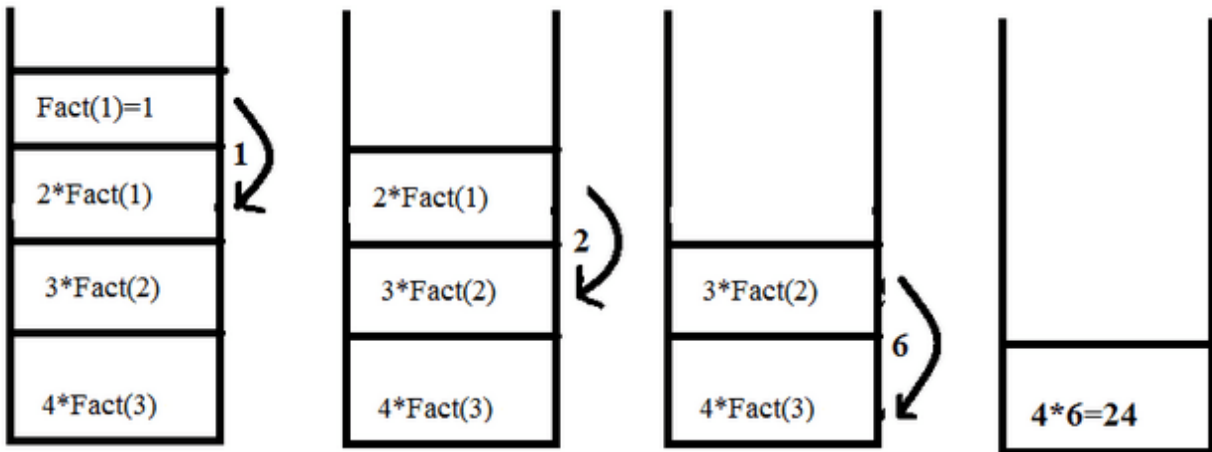 Fact(1)=1
1
2*Fact(1)
3*Fact(2)
4*Fact(3)
2*Fact(1)
2
3*Fact(2)
4*Fact(3)
3*Fact(2)
6
4*Fact(3)
4*6=24